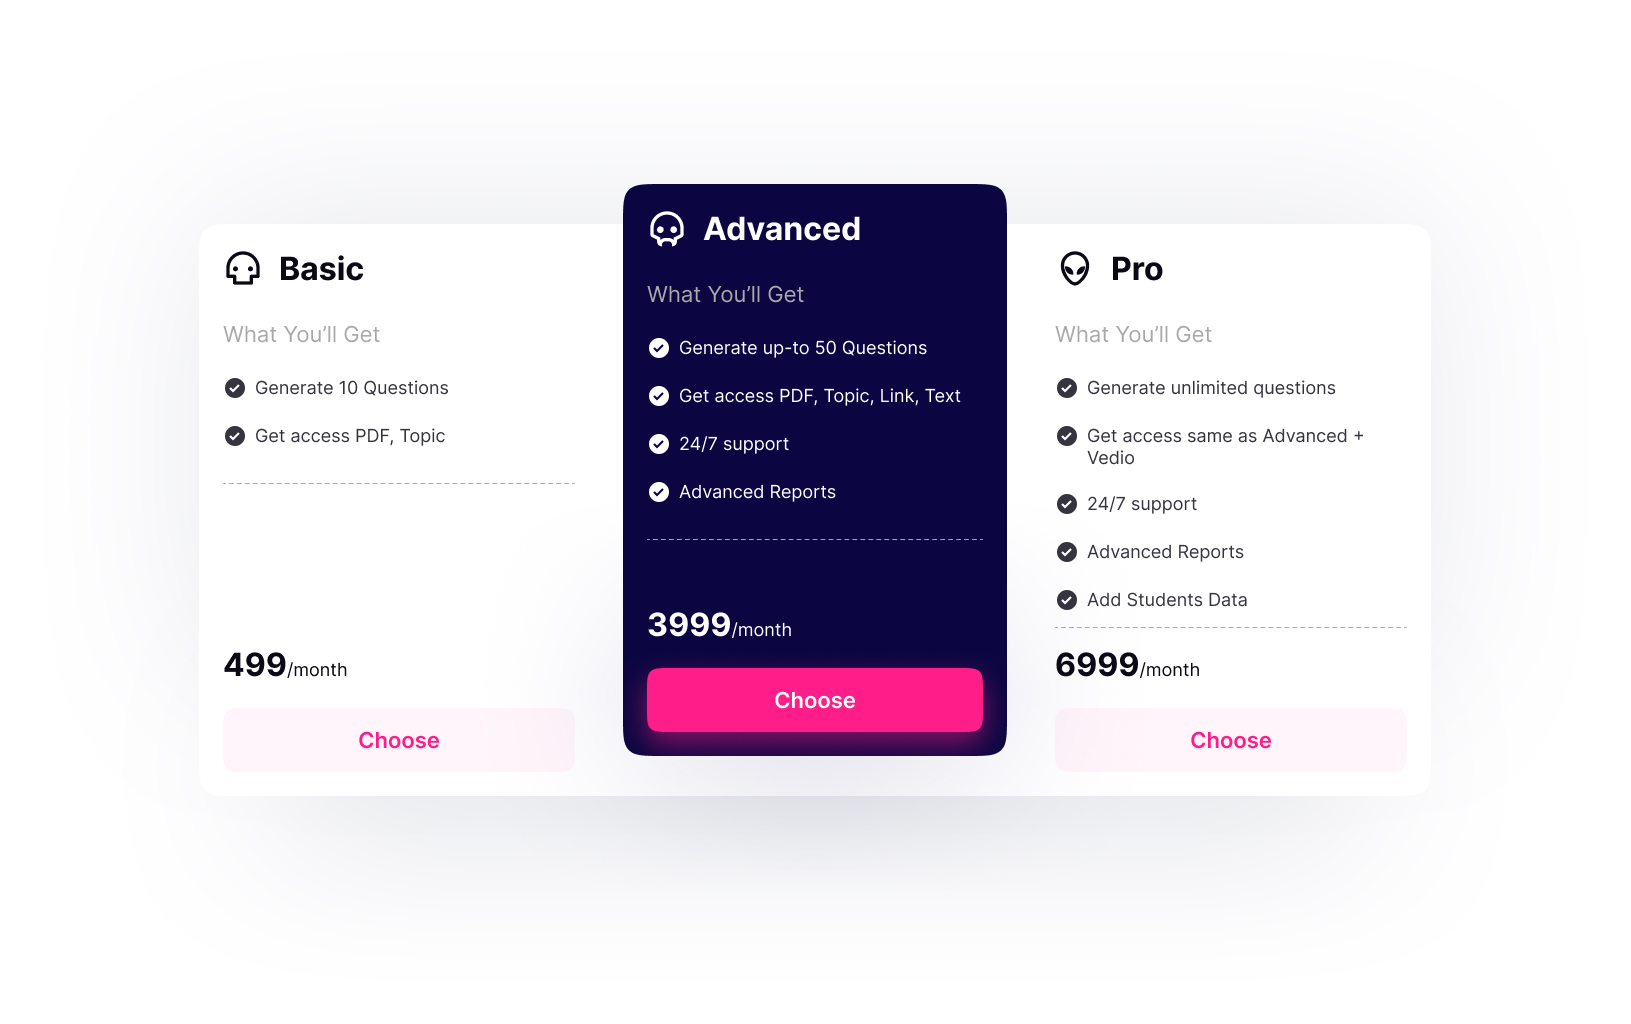 Basic
What You’ll Get
Generate 10 Questions
Get access PDF, Topic
499/month
Choose
Advanced
What You’ll Get
Generate up-to 50 Questions
Get access PDF, Topic, Link, Text
24/7 support
Advanced Reports
3999/month
Choose
Pro
What You’ll Get
Generate unlimited questions
Get access same as Advanced +
Vedio
24/7 support
Advanced Reports
Add Students Data
6999/month
Choose